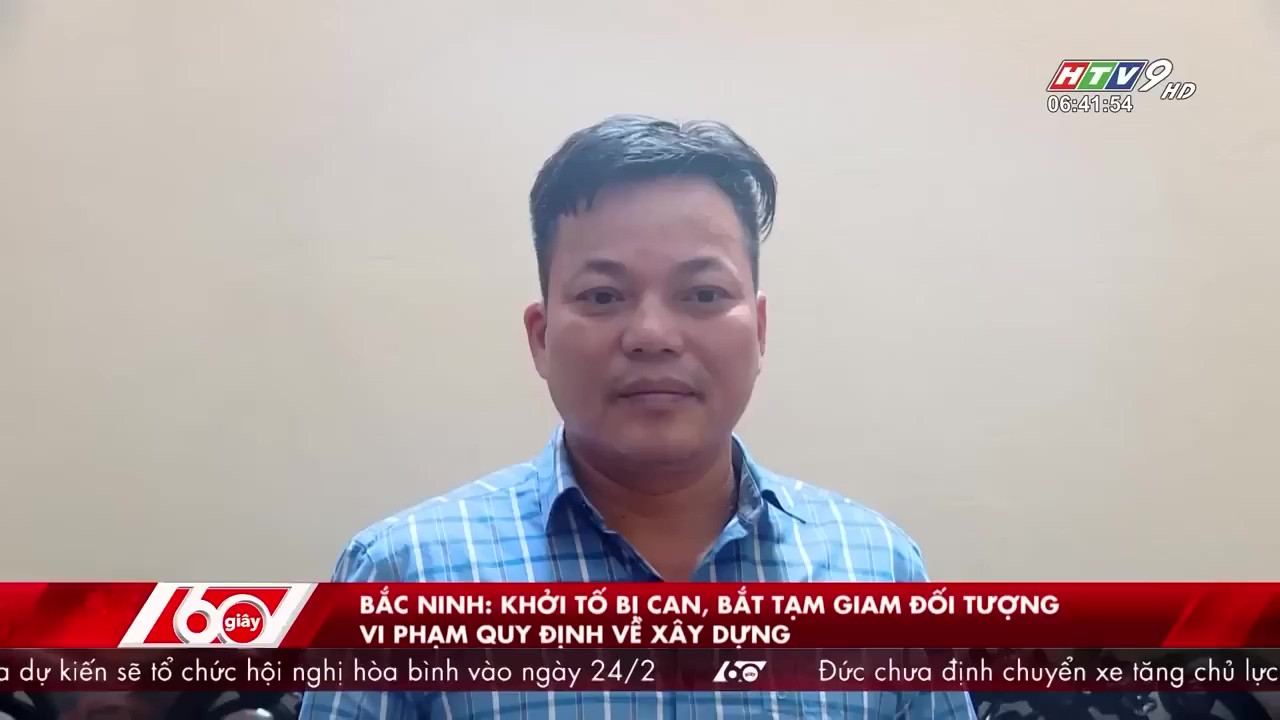 HTV9 HD
06:41:54
60 giây
BẮC NINH: KHỞI TỐ BỊ CAN, BẮT TẠM GIAM ĐỐI TƯỢNG
VI PHẠM QUY ĐỊNH VỀ XÂY DỰNG
a dự kiến sẽ tổ chức hội nghị hòa bình vào ngày 24/2 60 giây Đức chưa định chuyển xe tăng chủ lực